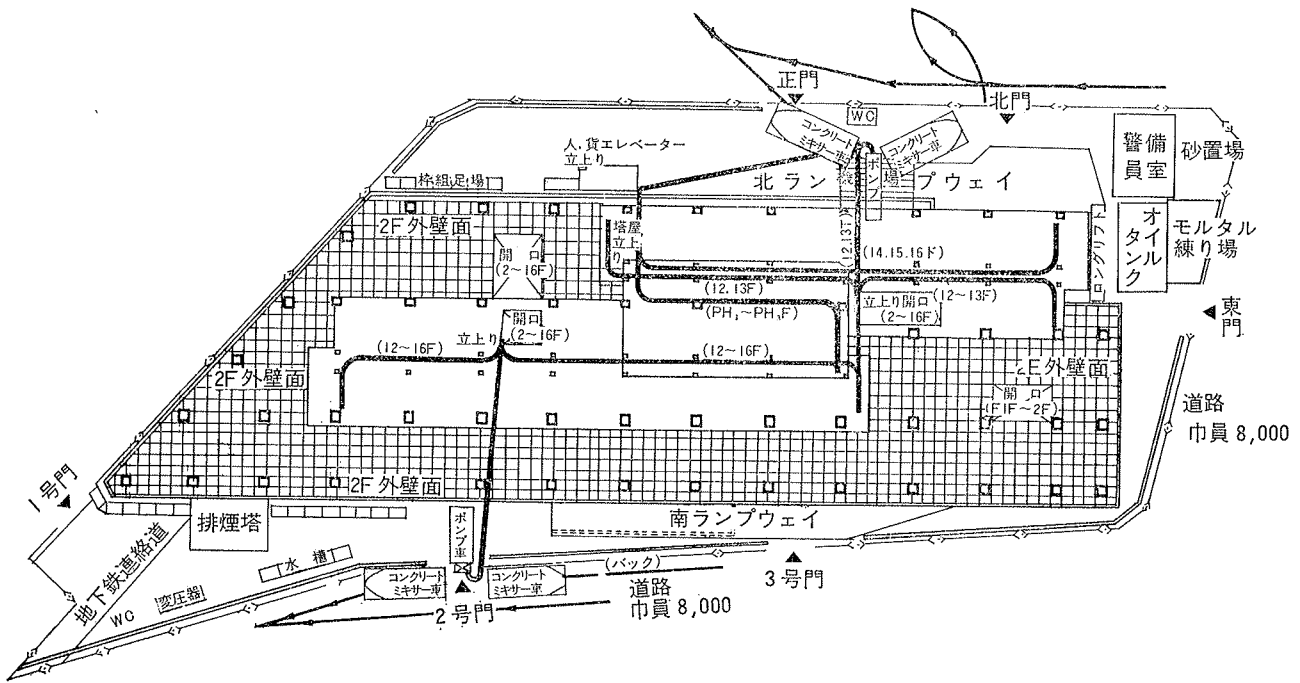 正門
北門
WC
コンクリート
ミキサー車
コンクリート
ミキサー車
ポンプ
警備
員室
砂置場
人.貨エレベーター
立上り
枠組足場
北ラン
場
プウェイ
2F外壁面
塔屋
立上
り
開口
(2～16F)
(12.13F)
(14.15.16F)
オイル
タンク
モルタル
練り場
ロングリフト
(12.13F)
(12～13F)
立上り開口
(2～16F)
(PH₁～PH₃F)
東門
開口
(2～16F)
立上り
(12～16F)
(12～16F)
2F外壁面
2F外壁面
開口
(F1F～2F)
道路
巾員 8,000
1号門
2F外壁面
排煙塔
ポンプ車
南ランプウェイ
地下鉄連絡道
水槽
(バック)
3号門
コンクリート
ミキサー車
コンクリート
ミキサー車
道路
巾員 8,000
WC
変圧器
2号門